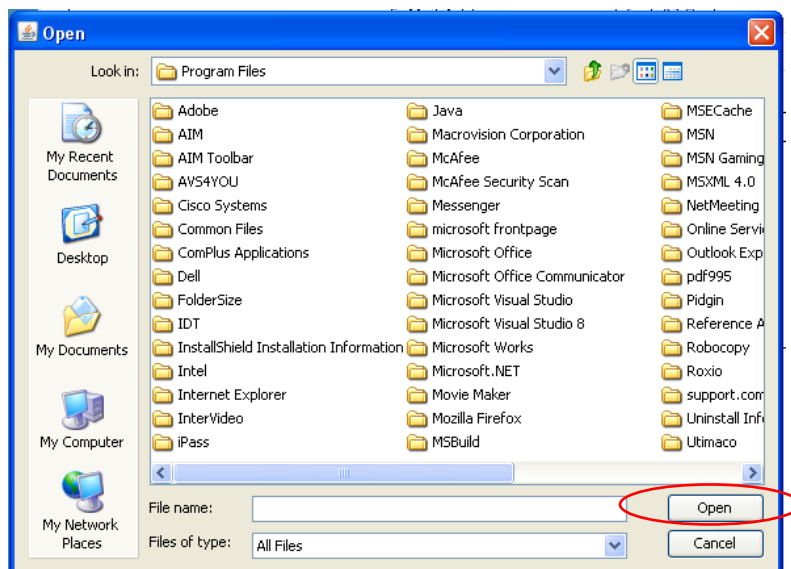 Open
Look in: Program Files
My Recent
Documents
Desktop
My Documents
My Computer
My Network
Places
Adobe
AIM
AIM Toolbar
AVS4YOU
Cisco Systems
Common Files
ComPlus Applications
Dell
FolderSize
IDT
InstallShield Installation Information
Intel
Internet Explorer
InterVideo
iPass
Java
Macrovision Corporation
McAfee
McAfee Security Scan
Messenger
microsoft frontpage
Microsoft Office
Microsoft Office Communicator
Microsoft Visual Studio
Microsoft Visual Studio 8
Microsoft Works
Microsoft.NET
Movie Maker
Mozilla Firefox
MSBuild
MSECache
MSN
MSN Gaming
MSXML 4.0
NetMeeting
Online Servi
Outlook Exp
pdf995
Pidgin
Reference A
Robocopy
Roxio
support.com
Uninstall Info
Utimaco
File name:
Open
Files of type: All Files
Cancel